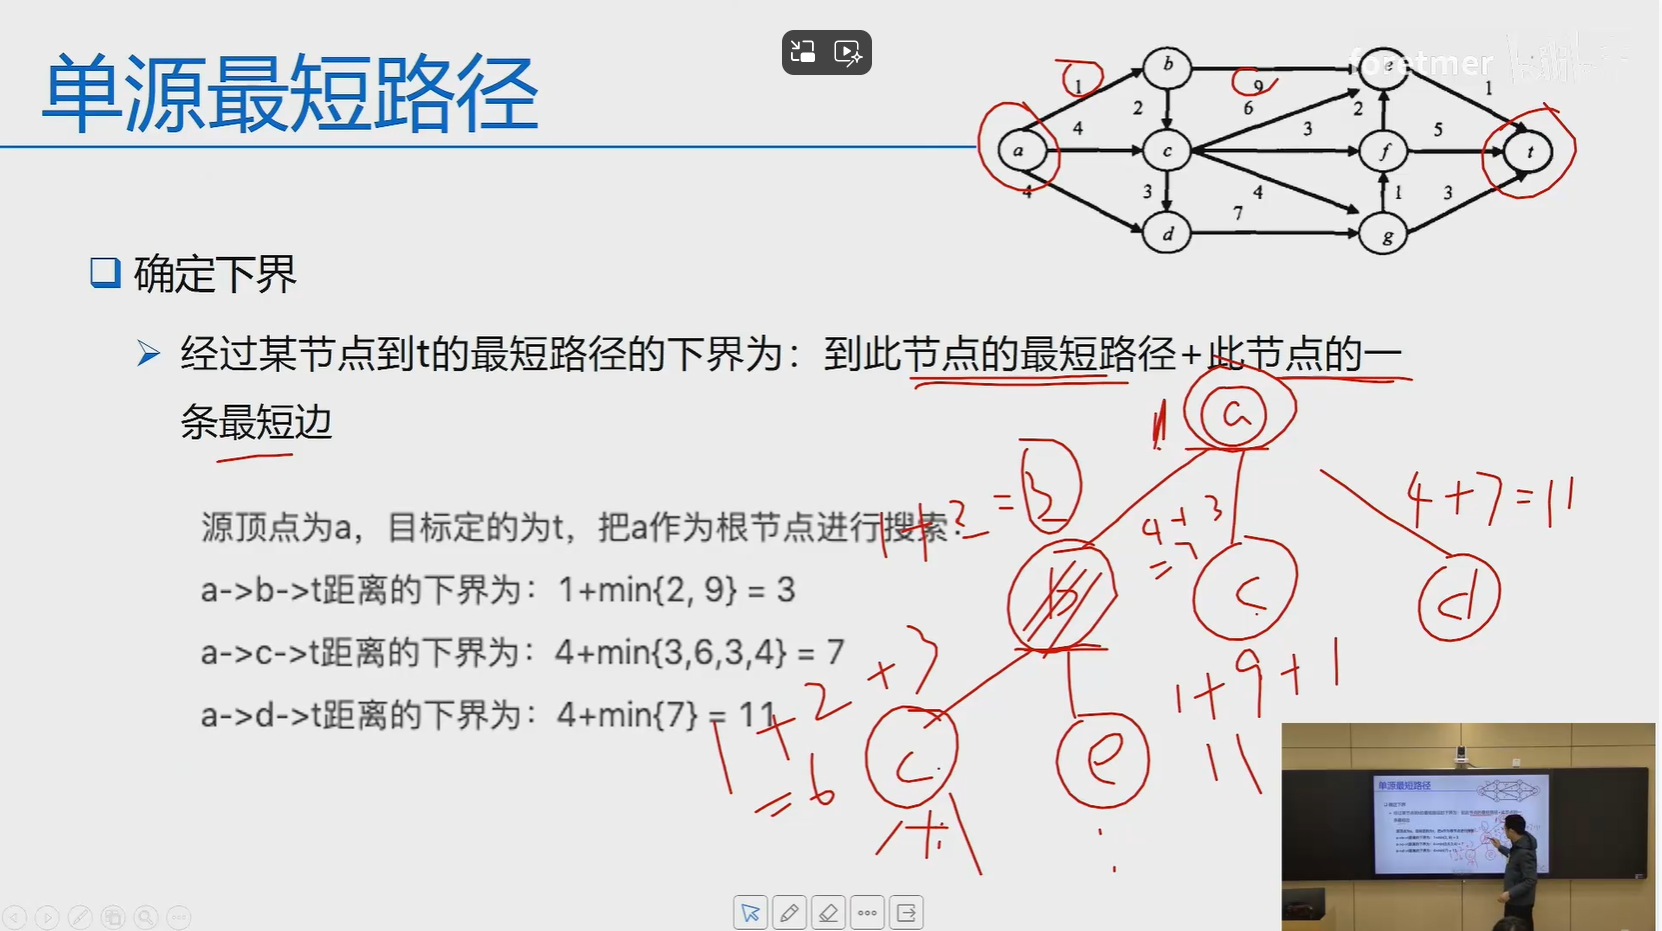 单源最短路径
foretmer bilibili
1
b
9
e
1
2
6
2
4
3
5
a
c
f
t
4
3
4
1
3
7
d
g
确定下界
经过某节点到t的最短路径的下界为：到此节点的最短路径+此节点的一
条最短边
a
1+2=3
4+3
=7
4+7=11
源顶点为a，目标定的为t，把a作为根节点进行搜索：
a->b->t距离的下界为：1+min{2, 9} = 3
b
c
d
a->c->t距离的下界为：4+min{3,6,3,4} = 7
a->d->t距离的下界为：4+min{7} = 11
1+2+3
=6
c
e
1+9+1
11
单源最短路径